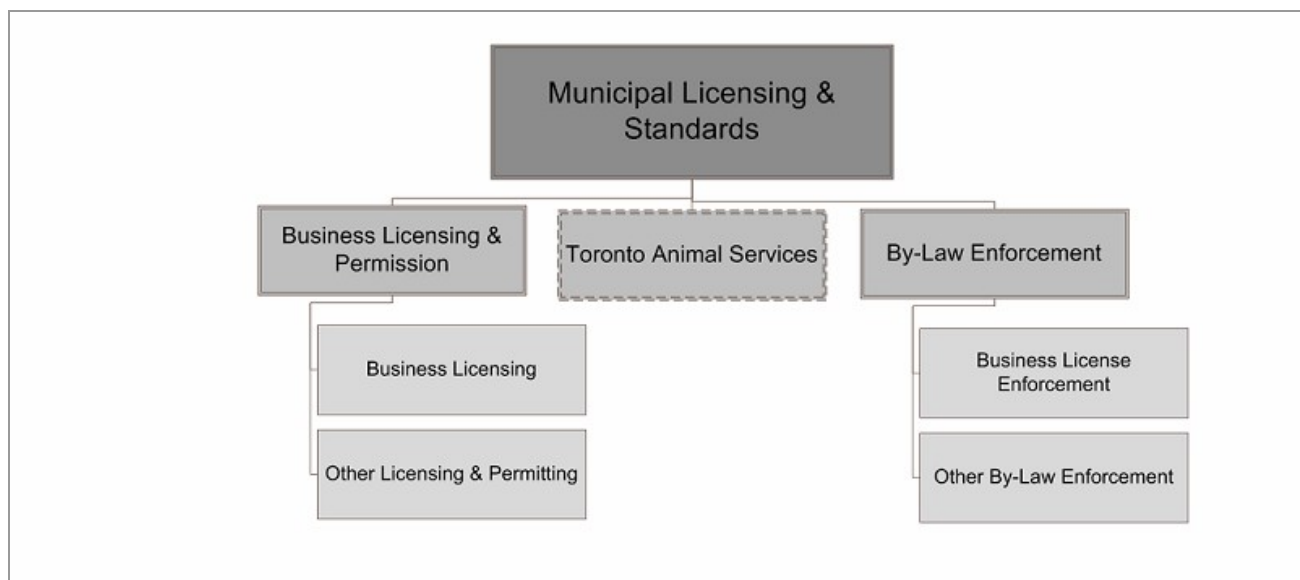 Municipal Licensing &
Standards
Business Licensing &
Permission
Toronto Animal Services
By-Law Enforcement
Business Licensing
Other Licensing & Permitting
Business License
Enforcement
Other By-Law Enforcement